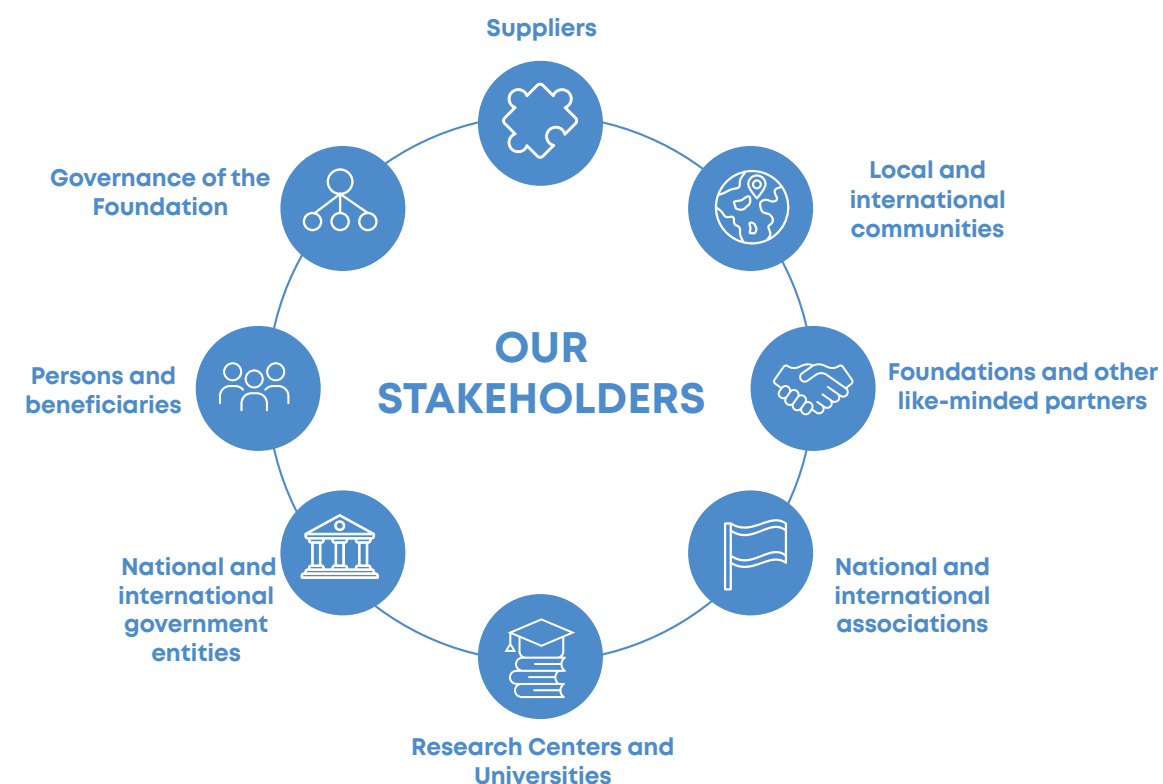 Suppliers
Governance of the
Foundation
Local and
international
communities
OUR
STAKEHOLDERS
Persons and
beneficiaries
Foundations and other
like-minded partners
National and
international
government
entities
National and
international
associations
Research Centers and
Universities